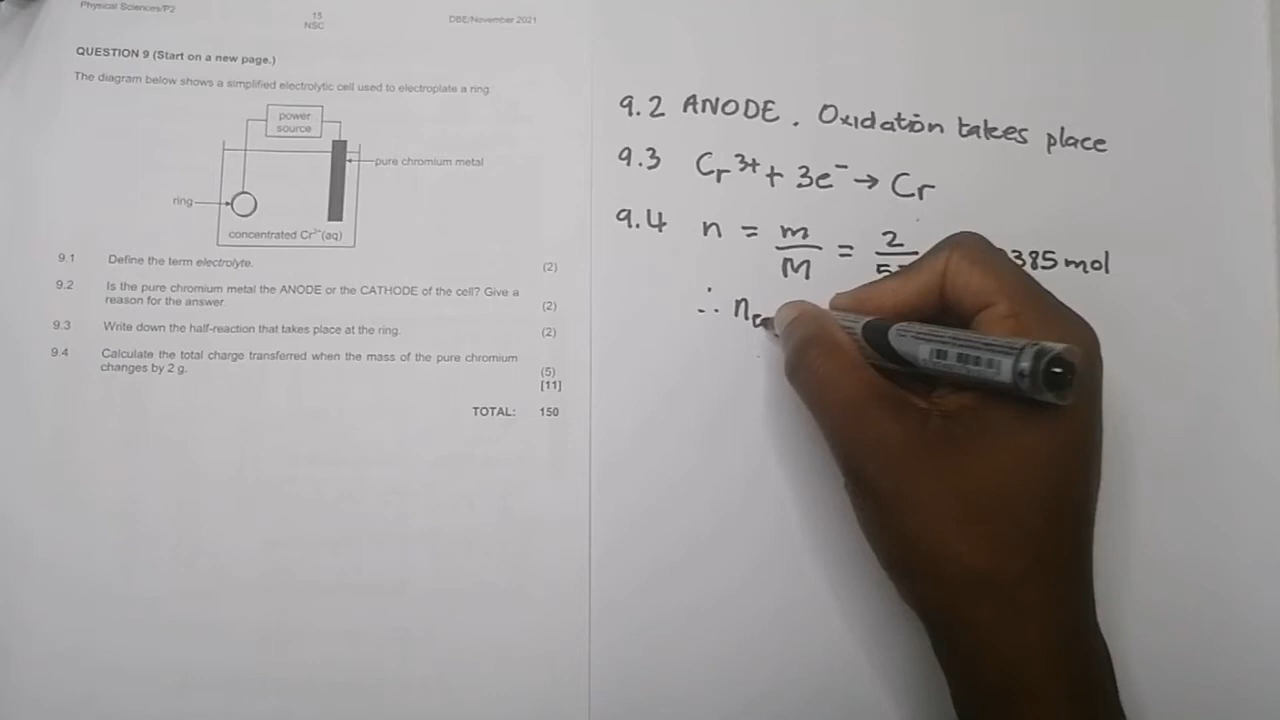 Physical Sciences/P2
15
NSC
DBE/November 2021
QUESTION 9 (Start on a new page.)
The diagram below shows a simplified electrolytic cell used to electroplate a ring.
power
source
pure chromium metal
ring
concentrated Cr³⁺(aq)
9.1 Define the term electrolyte. (2)
9.2 Is the pure chromium metal the ANODE or the CATHODE of the cell? Give a
reason for the answer. (2)
9.3 Write down the half-reaction that takes place at the ring. (2)
9.4 Calculate the total charge transferred when the mass of the pure chromium
changes by 2 g. (5)
[11]
TOTAL: 150
9.2 ANODE. Oxidation takes place
9.3 Cr³⁺ + 3e⁻ → Cr
9.4 n = m/M = 2/5 385 mol
∴ n